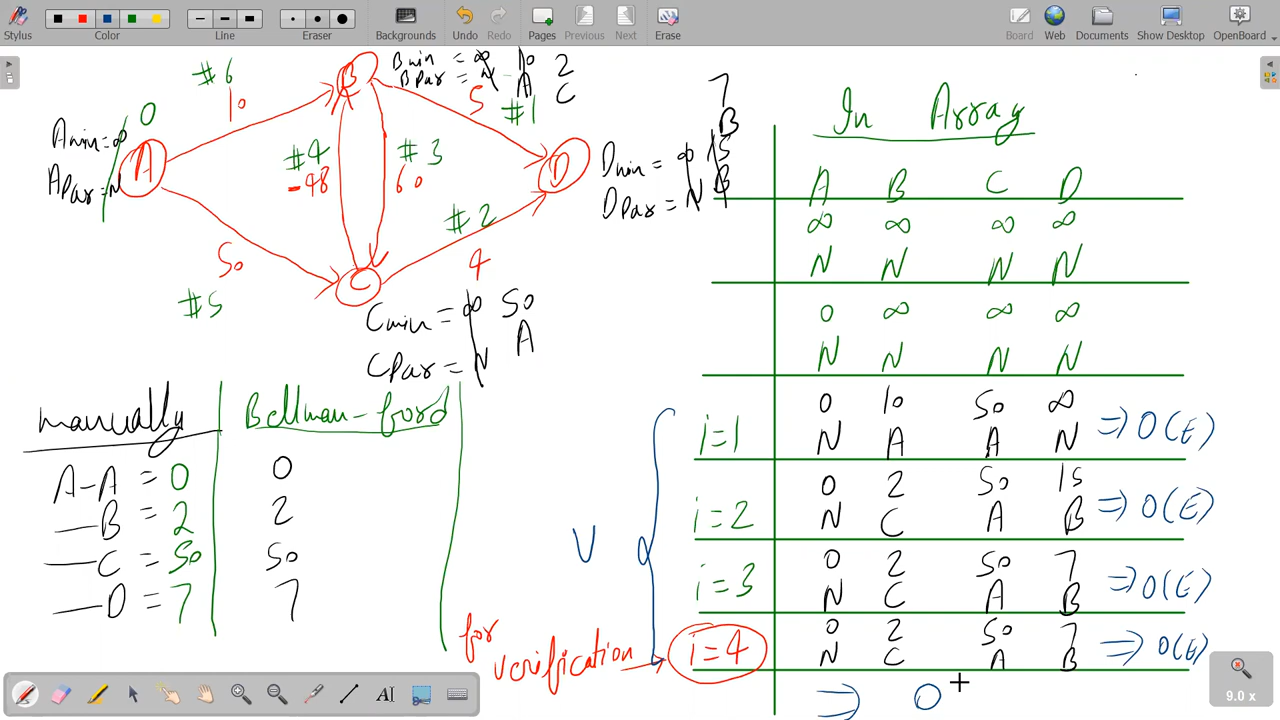 Stylus
Color
Line
Eraser
Backgrounds
Undo
Redo
Pages
Previous
Next
Erase
Board
Web
Documents
Show Desktop
OpenBoard
#6
10
0
Amin = ∞
APar = N
A
Bmin = ∞ 10 2
BPar = N A C
B
5
#1
#4
-48
#3
60
#2
4
50
#5
C
D
7
B
Dmin = ∞ 15
DPar = N B
Cmin = ∞ 50
CPar = N A
manually
Bellman-ford
A-A = 0 0
—B = 2 2
—C = 50 50
—D = 7 7
In Array
A B C D
∞ ∞ ∞ ∞
N N N N
0 ∞ ∞ ∞
N N N N
0 10 50 ∞
i=1 N A A N ⇒ O(E)
0 2 50 15
i=2 N C A B ⇒ O(E)
0 2 50 7
i=3 N C A B ⇒ O(E)
V
for verification →
0 2 50 7
i=4 N C A B ⇒ O(E)
⇒ O
9.0 x